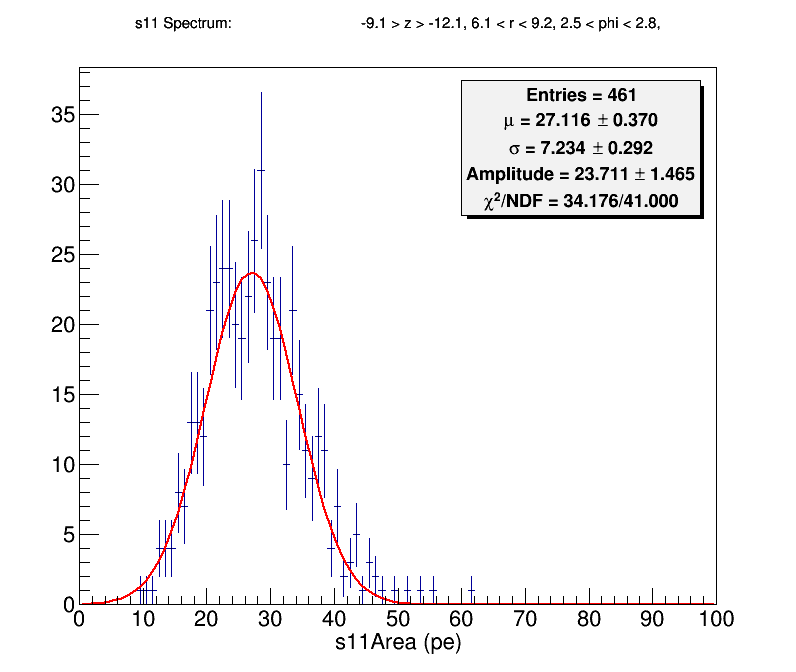 s11 Spectrum: -9.1 > z > -12.1, 6.1 < r < 9.2, 2.5 < phi < 2.8,
Entries = 461
μ = 27.116 ± 0.370
σ = 7.234 ± 0.292
Amplitude = 23.711 ± 1.465
χ²/NDF = 34.176/41.000
35
30
25
20
15
10
5
0
0 10 20 30 40 50 60 70 80 90 100
s11Area (pe)